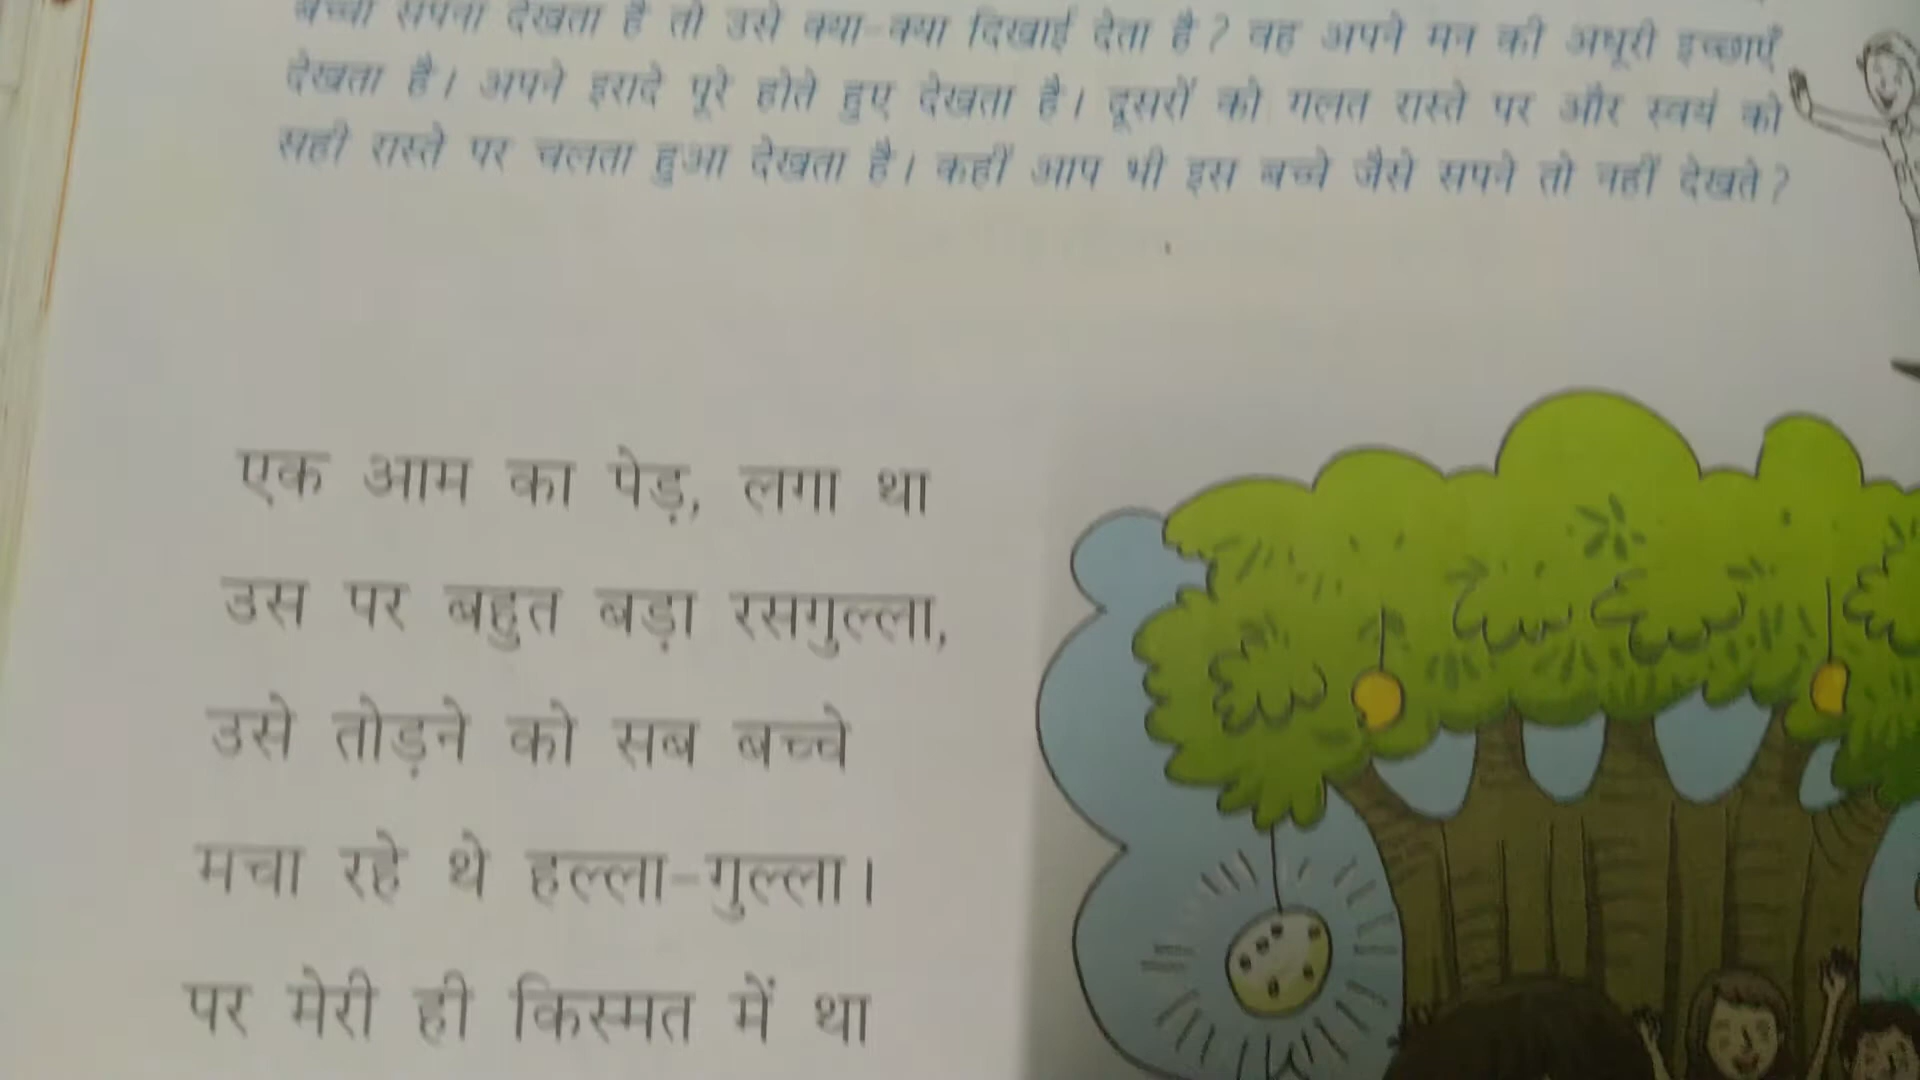 बच्चा सपना देखता है तो उसे क्या-क्या दिखाई देता है? वह अपने मन की अधूरी इच्छाएँ
देखता है। अपने इरादे पूरे होते हुए देखता है। दूसरों को गलत रास्ते पर और स्वयं को
सही रास्ते पर चलता हुआ देखता है। कहीं आप भी इस बच्चे जैसे सपने तो नहीं देखते?
एक आम का पेड़, लगा था
उस पर बहुत बड़ा रसगुल्ला,
उसे तोड़ने को सब बच्चे
मचा रहे थे हल्ला-गुल्ला।
पर मेरी ही किस्मत में था